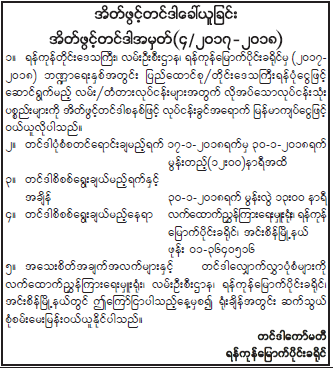 အိတ်ဖွင့်တင်ဒါခေါ်ယူခြင်း
အိတ်ဖွင့်တင်ဒါအမှတ်(၄/၂၀၁၇-၂၀၁၈)
၁။ ရန်ကုန်တိုင်းဒေသကြီး၊ လမ်းဦးစီးဌာန၊ ရန်ကုန်မြောက်ပိုင်းခရိုင်မှ (၂၀၁၇-
၂၀၁၈) ဘဏ္ဍာရေးနှစ်အတွင်း ပြည်ထောင်စု/တိုင်းဒေသကြီးရန်ပုံငွေဖြင့်
ဆောင်ရွက်မည့် လမ်း/တံတားလုပ်ငန်းများအတွက် လိုအပ်သောလုပ်ငန်းသုံး
ပစ္စည်းများကို အိတ်ဖွင့်တင်ဒါစနစ်ဖြင့် လုပ်ငန်းခွင်အရောက် မြန်မာကျပ်ငွေဖြင့်
ဝယ်ယူလိုပါသည်။
၂။ တင်ဒါပုံစံစတင်ရောင်းချမည့်ရက် ၁၇-၁-၂၀၁၈ရက်မှ ၃၀-၁-၂၀၁၈ရက်
မွန်းတည့်(၁၂း၀၀)နာရီအထိ
၃။ တင်ဒါစိစစ်ရွေးချယ်မည့်ရက်နှင့်
အချိန် ၃၀-၁-၂၀၁၈ရက် မွန်းလွဲ ၁၃း၀၀ နာရီ
၄။ တင်ဒါစိစစ်ရွေးချယ်မည့်နေရာ လက်ထောက်ညွှန်ကြားရေးမှူးရုံး၊ ရန်ကုန်
မြောက်ပိုင်းခရိုင်၊ အင်းစိန်မြို့နယ်
ဖုန်း ၀၁-၃၆၄၀၅၁၆
၅။ အသေးစိတ်အချက်အလက်များနှင့် တင်ဒါလျှောက်လွှာပုံစံများကို
လက်ထောက်ညွှန်ကြားရေးမှူးရုံး၊ လမ်းဦးစီးဌာန၊ ရန်ကုန်မြောက်ပိုင်းခရိုင်၊
အင်းစိန်မြို့နယ်တွင် ဤကြော်ငြာပါသည့်နေ့မှစ၍ ရုံးချိန်အတွင်း ဆက်သွယ်
စုံစမ်းမေးမြန်းဝယ်ယူနိုင်ပါသည်။
တင်ဒါကော်မတီ
ရန်ကုန်မြောက်ပိုင်းခရိုင်